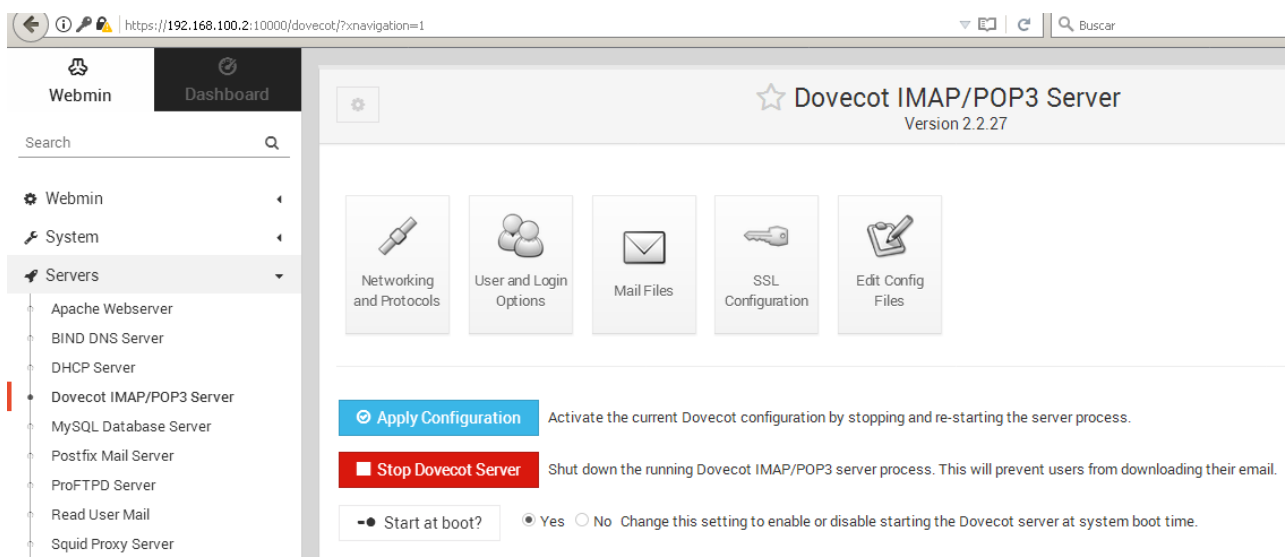 https://192.168.100.2:10000/dovecot/?xnavigation=1
Buscar
Webmin
Dashboard
Search
Webmin
System
Servers
Apache Webserver
BIND DNS Server
DHCP Server
Dovecot IMAP/POP3 Server
MySQL Database Server
Postfix Mail Server
ProFTPD Server
Read User Mail
Squid Proxy Server
Dovecot IMAP/POP3 Server
Version 2.2.27
Networking
and Protocols
User and Login
Options
Mail Files
SSL
Configuration
Edit Config
Files
Apply Configuration Activate the current Dovecot configuration by stopping and re-starting the server process.
Stop Dovecot Server Shut down the running Dovecot IMAP/POP3 server process. This will prevent users from downloading their email.
Start at boot? Yes No Change this setting to enable or disable starting the Dovecot server at system boot time.